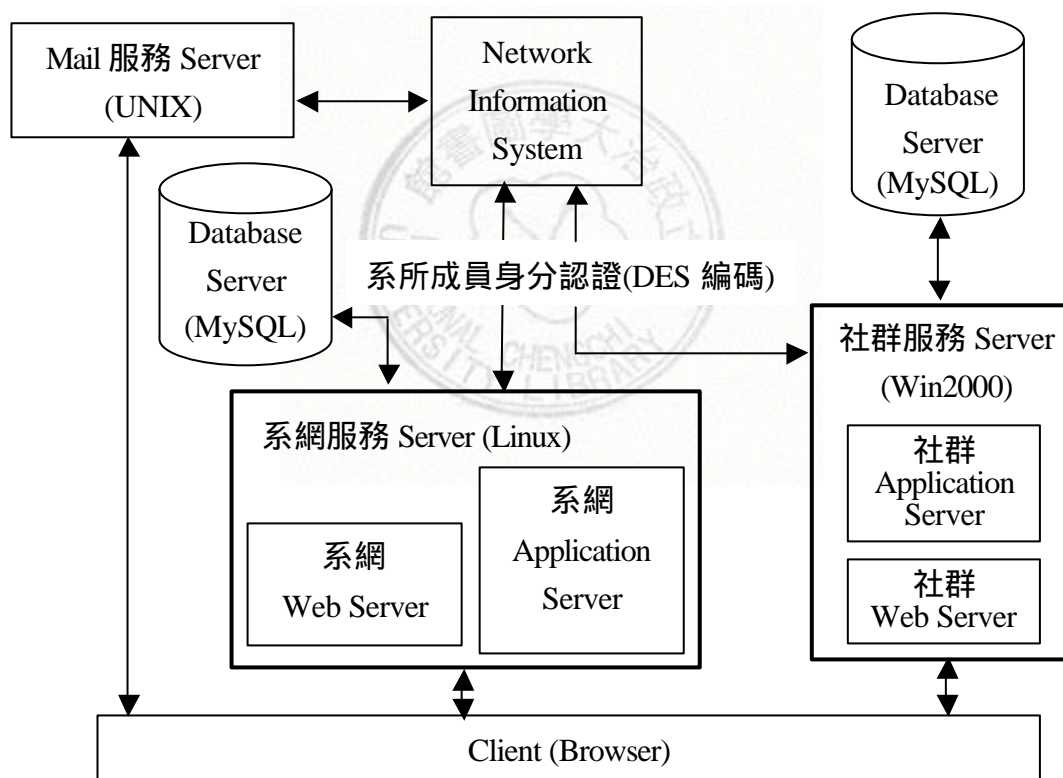 Mail 服務 Server
(UNIX)
Network
Information
System
Database
Server
(MySQL)
Database
Server
(MySQL)
系所成員身分認證(DES 編碼)
系網服務 Server (Linux)
系網
Web Server
系網
Application
Server
社群服務 Server
(Win2000)
社群
Application
Server
社群
Web Server
Client (Browser)